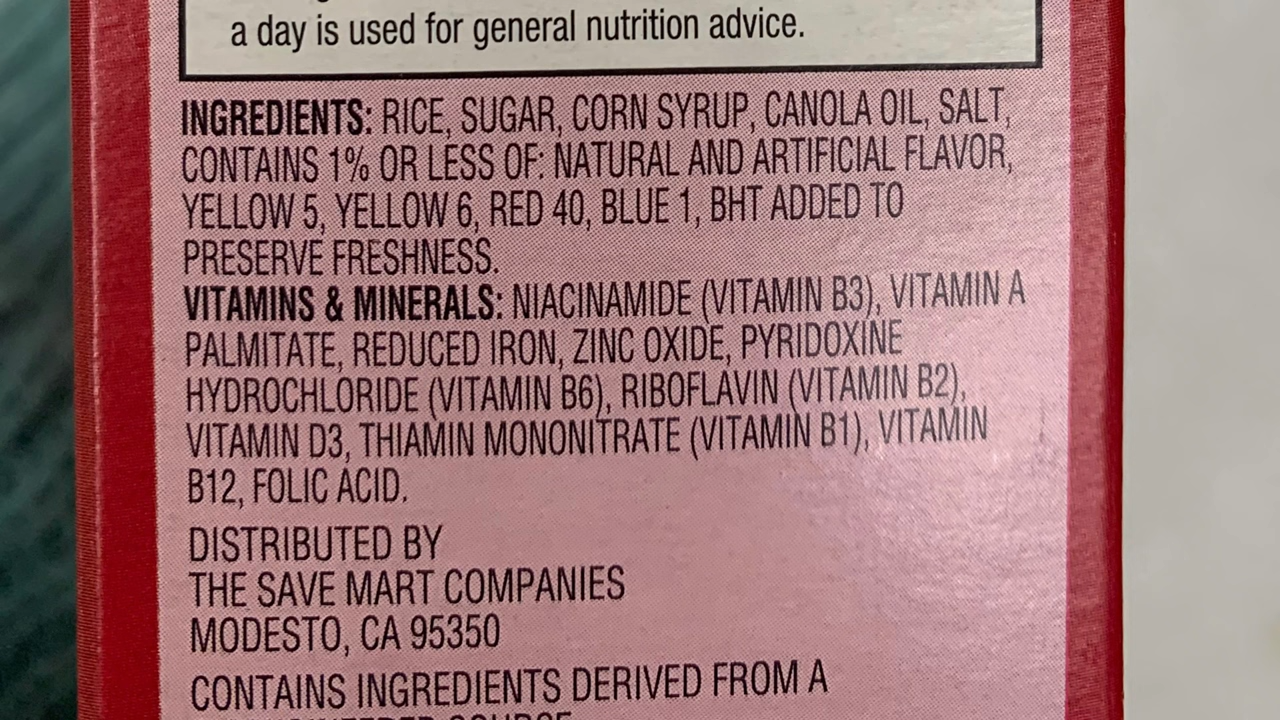 a day is used for general nutrition advice.
INGREDIENTS: RICE, SUGAR, CORN SYRUP, CANOLA OIL, SALT,
CONTAINS 1% OR LESS OF: NATURAL AND ARTIFICIAL FLAVOR,
YELLOW 5, YELLOW 6, RED 40, BLUE 1, BHT ADDED TO
PRESERVE FRESHNESS.
VITAMINS & MINERALS: NIACINAMIDE (VITAMIN B3), VITAMIN A
PALMITATE, REDUCED IRON, ZINC OXIDE, PYRIDOXINE
HYDROCHLORIDE (VITAMIN B6), RIBOFLAVIN (VITAMIN B2),
VITAMIN D3, THIAMIN MONONITRATE (VITAMIN B1), VITAMIN
B12, FOLIC ACID.
DISTRIBUTED BY
THE SAVE MART COMPANIES
MODESTO, CA 95350
CONTAINS INGREDIENTS DERIVED FROM A
SOURCE